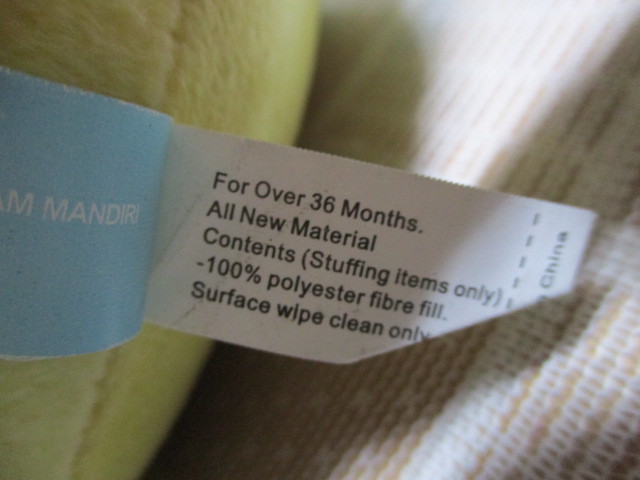 AM MANDIRI
For Over 36 Months.
All New Material
Contents (Stuffing items only)
-100% polyester fibre fill.
Surface wipe clean only
China